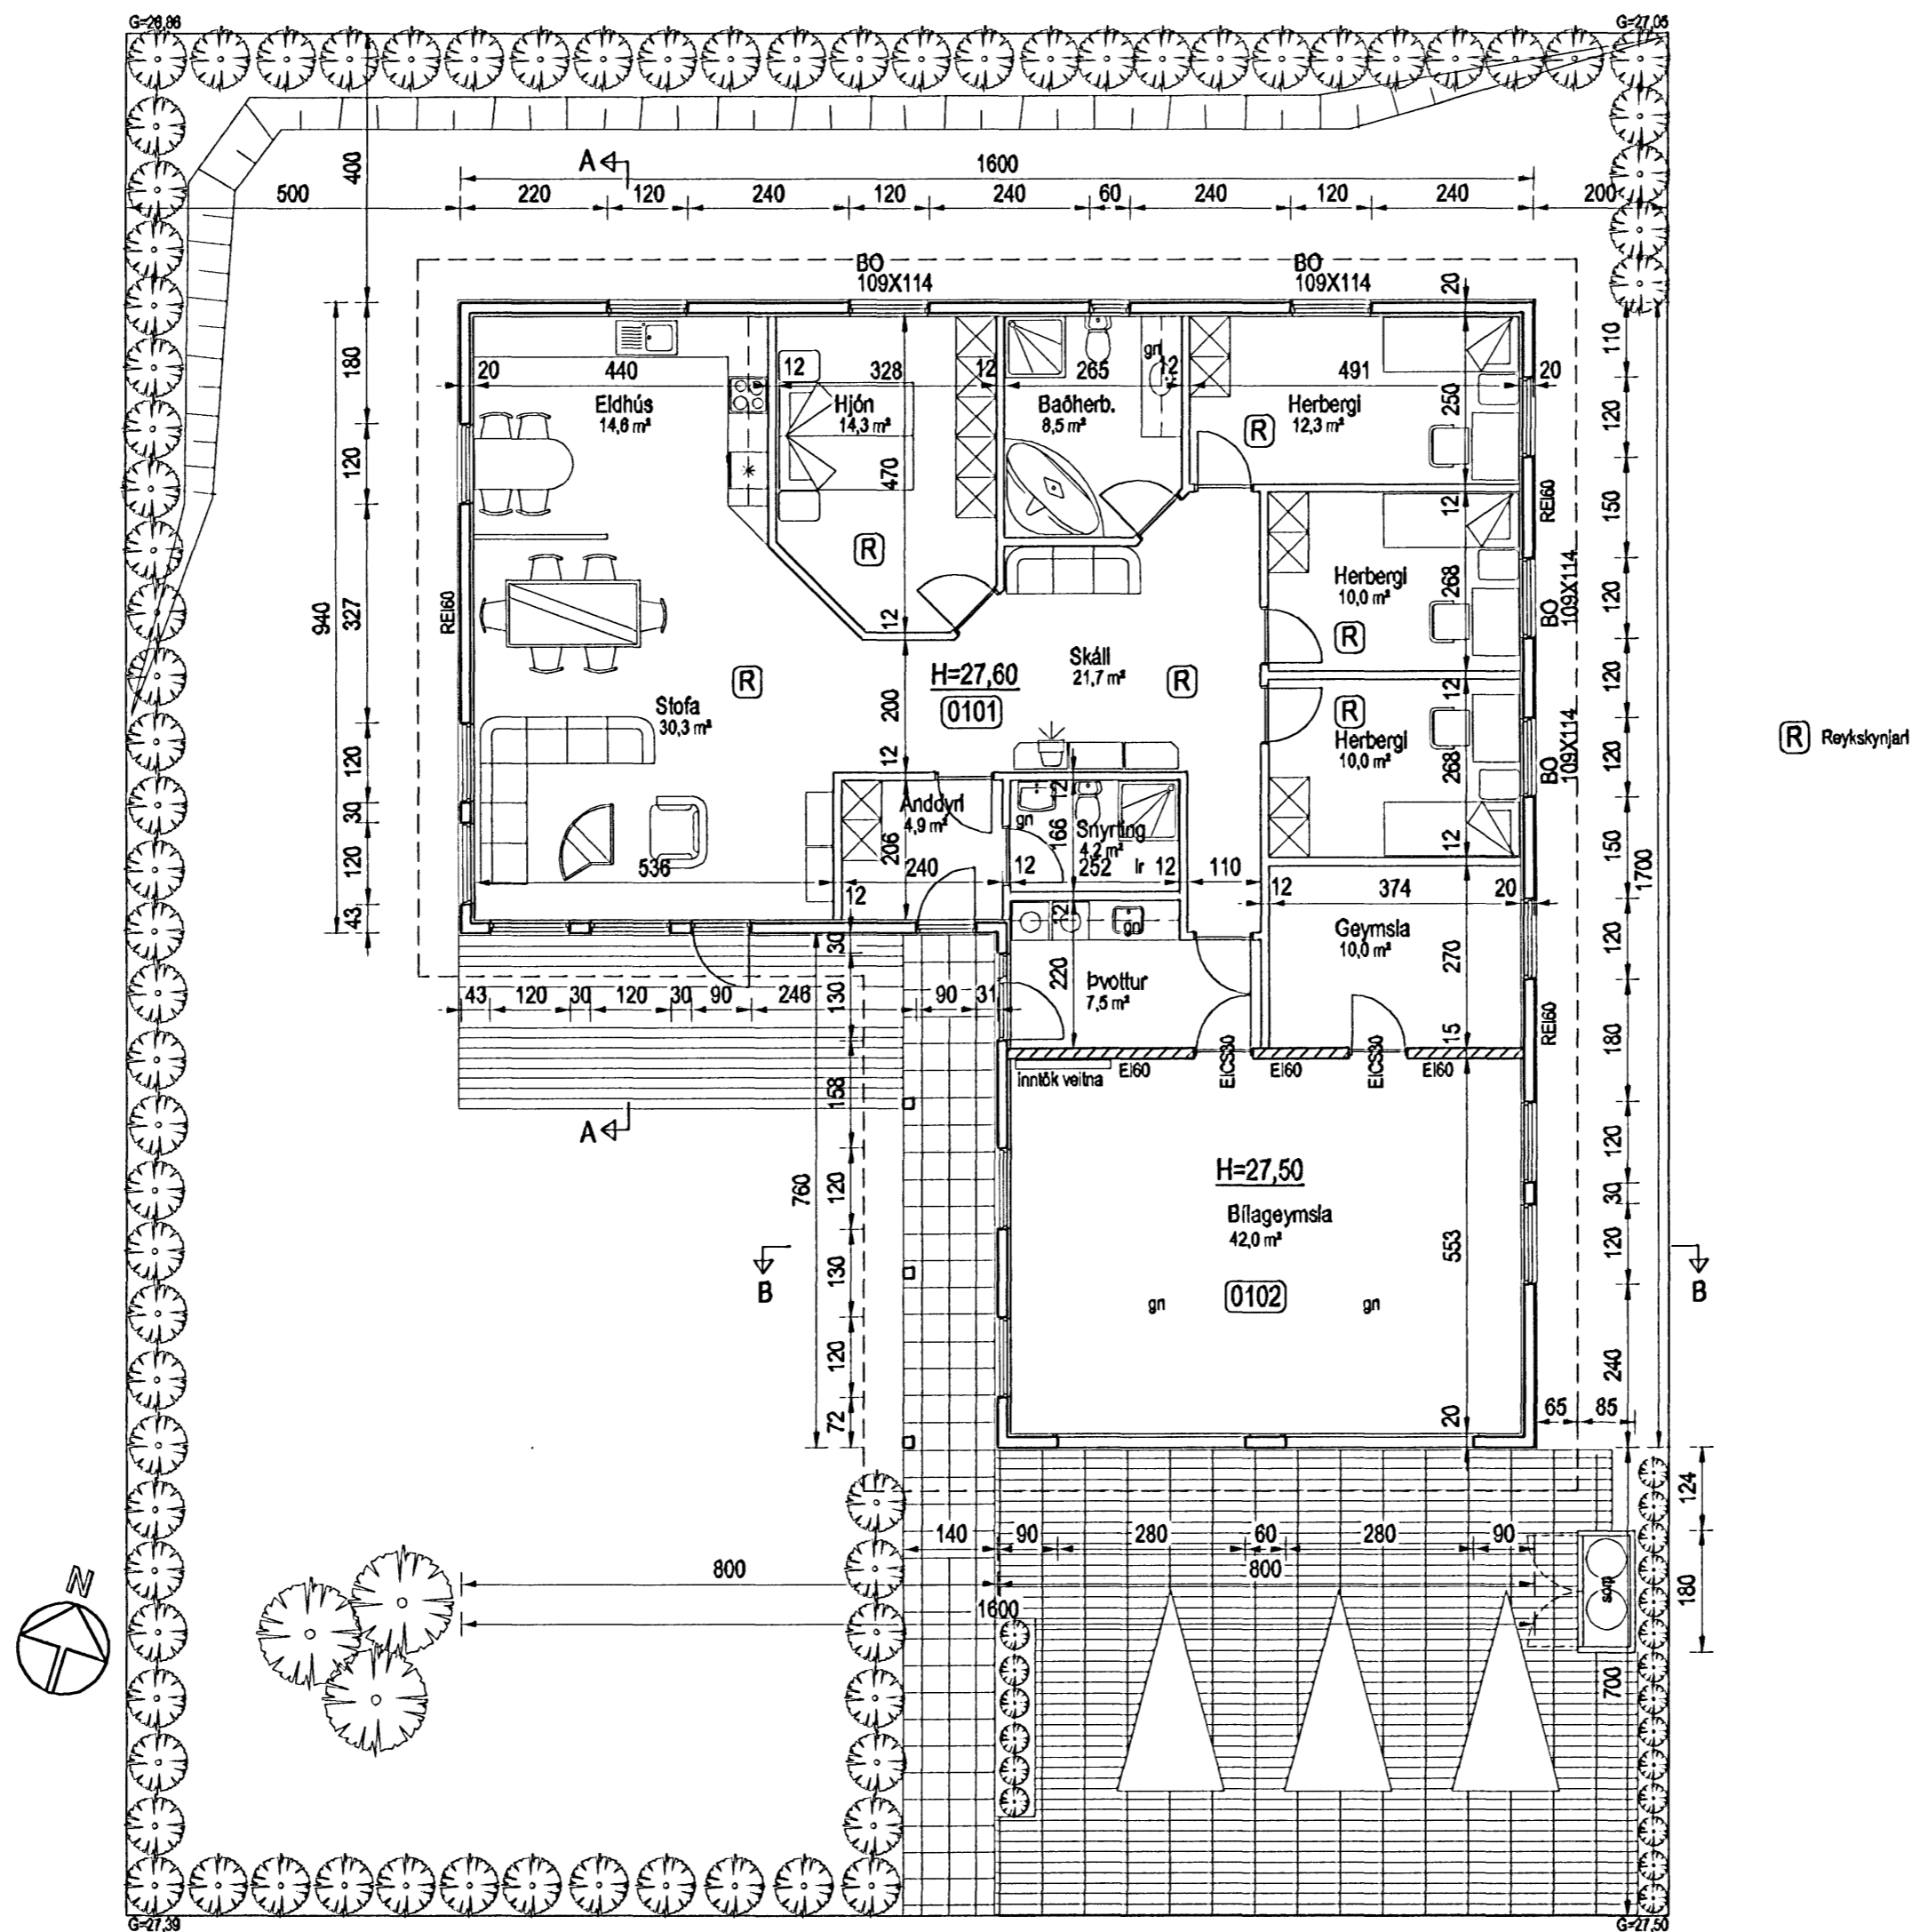 G=26,86
G=27,05
A
1600
400
500
220
120
240
120
240
60
240
120
240
200
BO
109X114
BO
109X114
20
180
110
20
440
12
328
12
265
gn
12
491
20
Eldhús
14,6 m²
Hjón
14,3 m²
Baðherb.
8,5 m²
Herbergi
12,3 m²
250
120
R
120
470
150
REI60
12
R
940
327
REI60
Herbergi
10,0 m²
268
BO
109X114
120
12
R
Skáli
21,7 m²
H=27,60
0101
R
R
200
12
120
Stofa
30,3 m²
R
Herbergi
10,0 m²
268
BO
109X114
120
R Reykskynjari
12
120
30
120
43
Anddyri
4,9 m²
206
gn
12
166
Snyrting
4,2 m²
12
150
1700
536
240
12
252
lr
12
110
12
374
20
12
12
gn
30
Geymsla
10,0 m²
120
270
43
120
30
120
30
90
246
130
90
31
220
Þvottur
7,5 m²
15
REI60
180
inntök veitna
EI60
EICS30
EI60
EICS30
EI60
158
A
120
760
120
H=27,50
Bílageymsla
42,0 m²
30
B
130
553
120
B
gn
0102
gn
120
240
72
20
65
85
124
140
90
280
60
280
90
800
800
sorp
180
1600
N
700
G=27,39
G=27,50